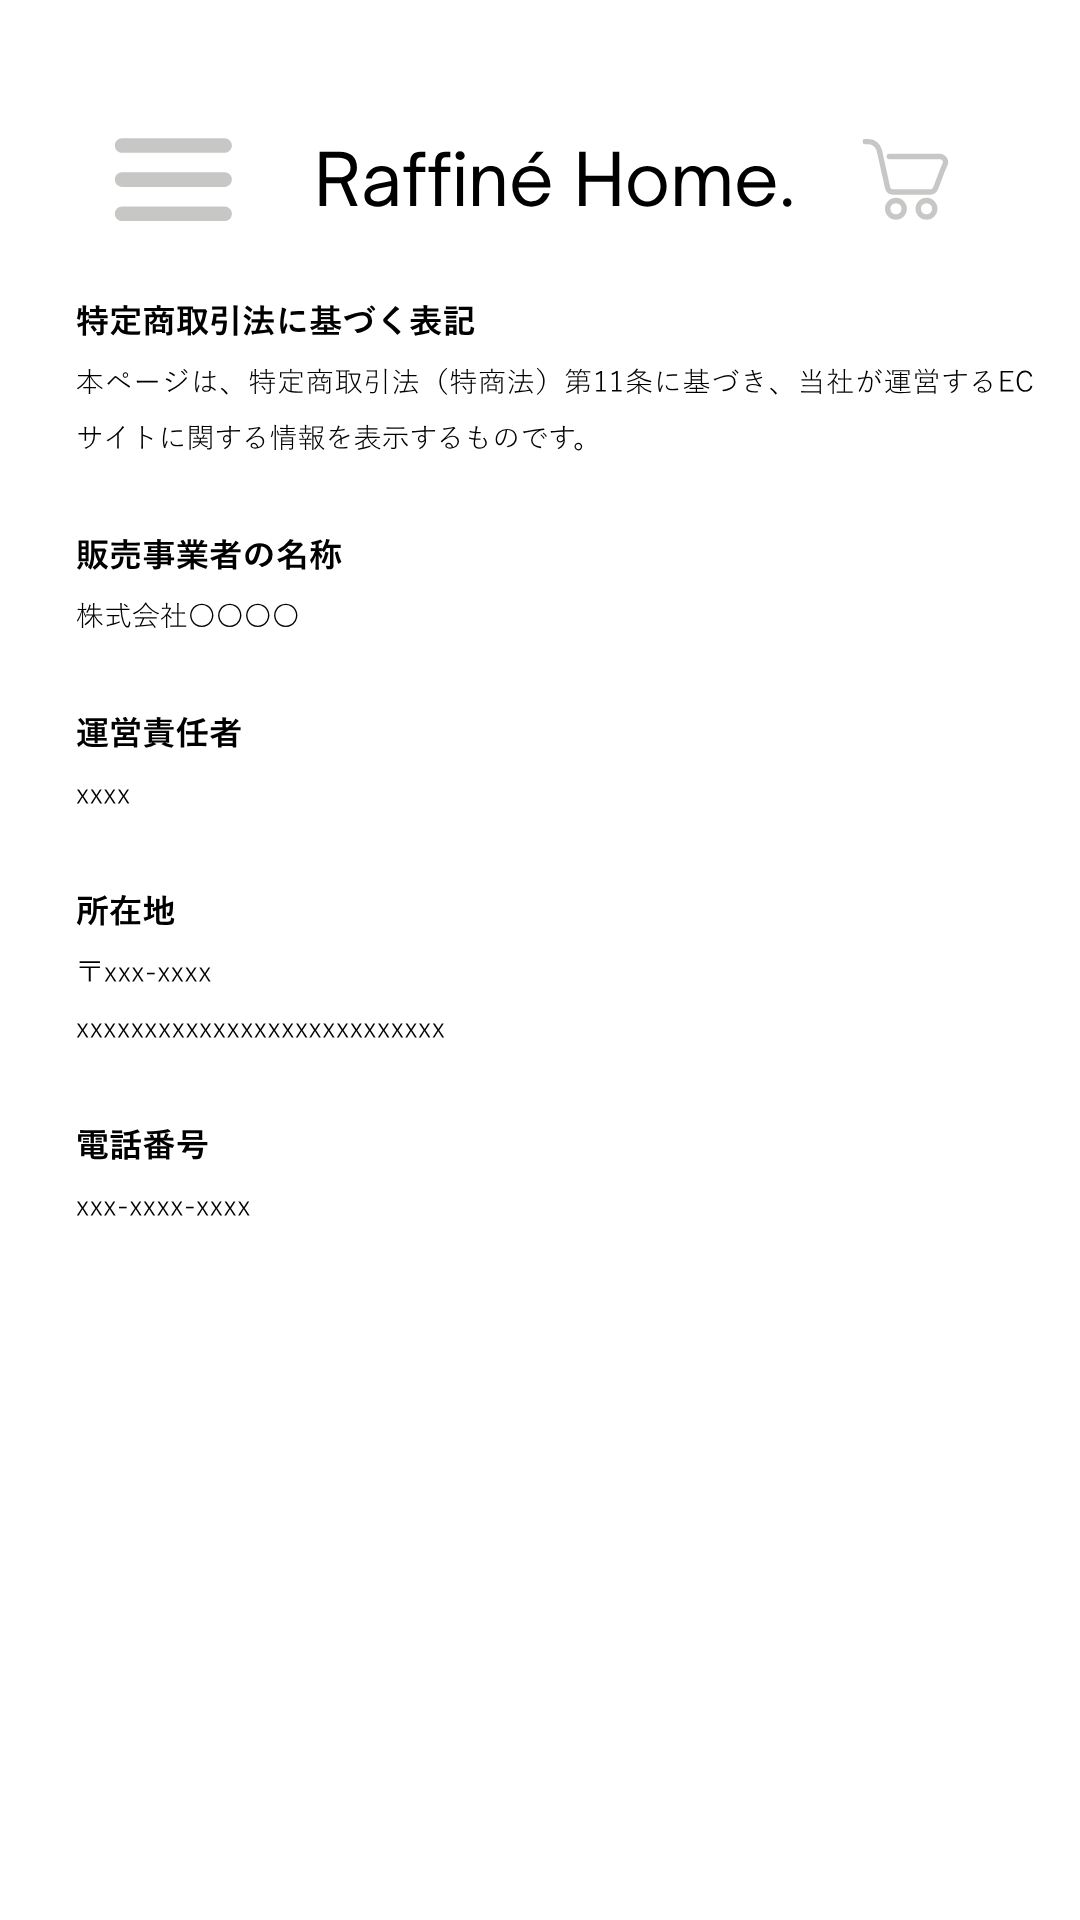 Raffiné Home.
特定商取引法に基づく表記
本ページは、特定商取引法（特商法）第11条に基づき、当社が運営するEC
サイトに関する情報を表示するものです。
販売事業者の名称
株式会社〇〇〇〇
運営責任者
xxxx
所在地
〒xxx-xxxx
xxxxxxxxxxxxxxxxxxxxxxxxxxx
電話番号
xxx-xxxx-xxxx